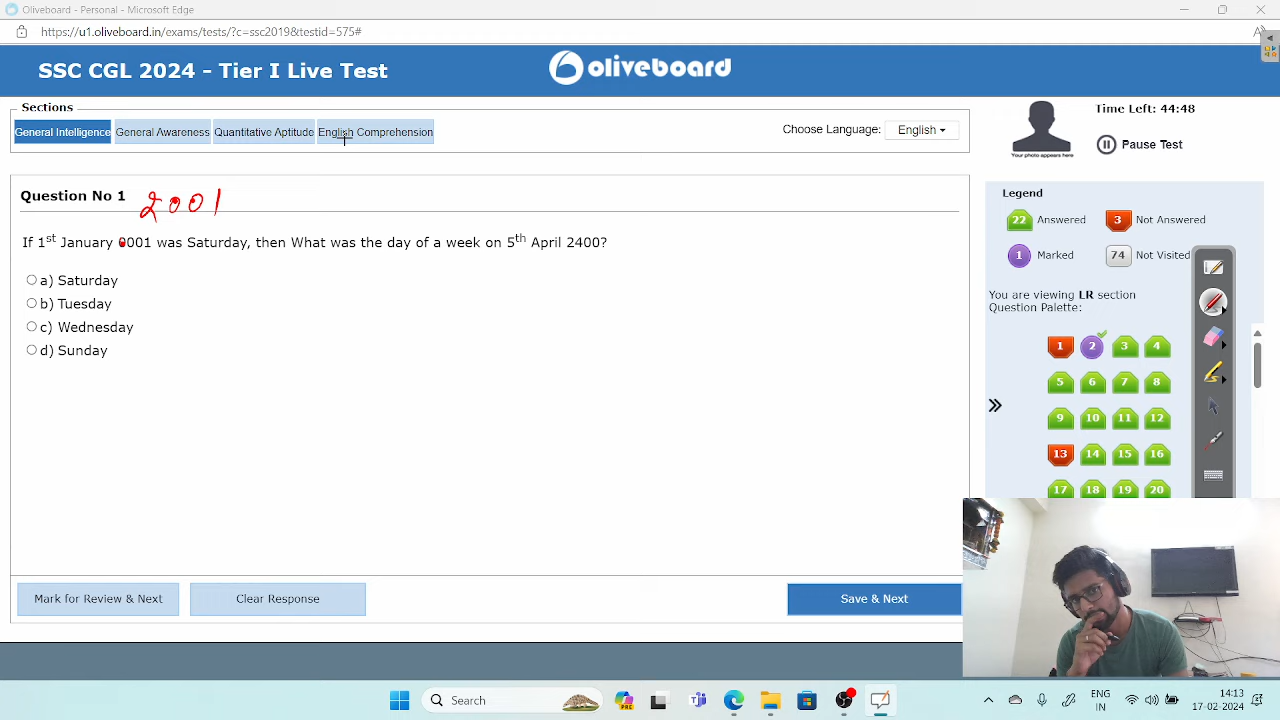 Oliveboard - Personal - Microsoft Edge
https://u1.oliveboard.in/exams/tests/?c=ssc2019&testid=575#
SSC CGL 2024 - Tier I Live Test
oliveboard
Sections
General Intelligence
General Awareness
Quantitative Aptitude
English Comprehension
Choose Language:
English
Your photo appears here
Time Left: 44:48
Pause Test
Question No 1
2001
If 1st January 0001 was Saturday, then What was the day of a week on 5th April 2400?
a) Saturday
b) Tuesday
c) Wednesday
d) Sunday
Mark for Review & Next
Clear Response
Save & Next
Legend
22 Answered
3 Not Answered
1 Marked
74 Not Visited
You are viewing LR section
Question Palette:
1 2 3 4
5 6 7 8
9 10 11 12
13 14 15 16
17 18 19 20
Search
PRE
ENG
IN
14:13
17-02-2024